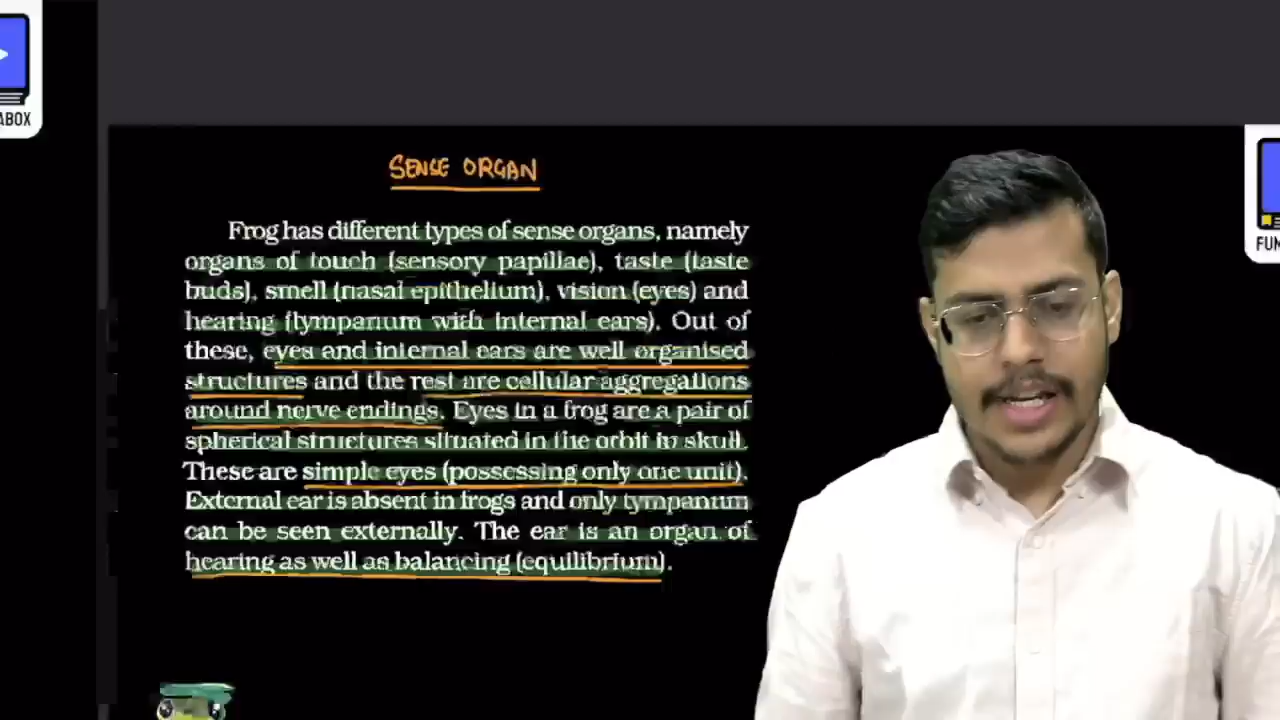 ABOX
SENSE ORGAN
FUN
Frog has different types of sense organs, namely
organs of touch (sensory papillae), taste (taste
buds), smell (nasal epithelium), vision (eyes) and
hearing (tympanum with internal ears). Out of
these, eyes and internal ears are well organised
structures and the rest are cellular aggregations
around nerve endings. Eyes in a frog are a pair of
spherical structures situated in the orbit in skull.
These are simple eyes (possessing only one unit).
External ear is absent in frogs and only tympanum
can be seen externally. The ear is an organ of
hearing as well as balancing (equilibrium).